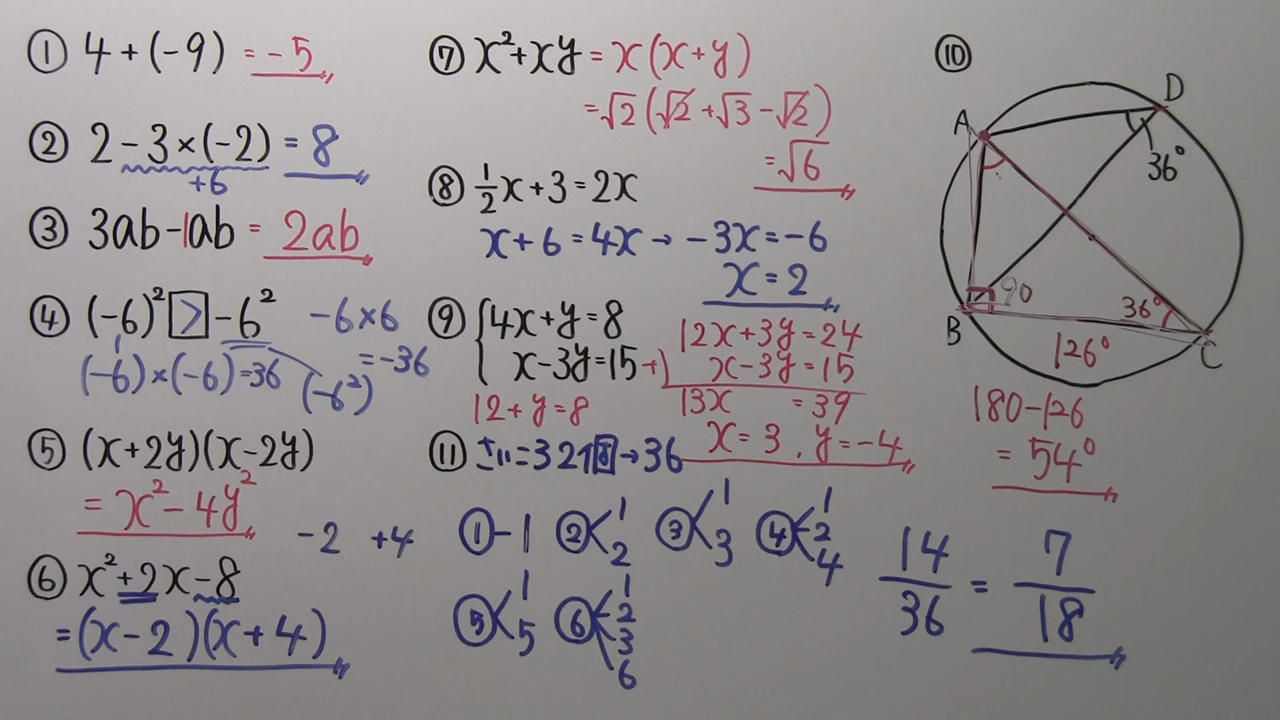 ① 4+(-9) = -5
② 2-3×(-2) = 8
+6
③ 3ab-1ab = 2ab
④ (-6)² > -6² -6×6
= -36
(-6)×(-6)=36 (-6²)
⑤ (x+2y)(x-2y)
= x²-4y²
-2 +4
⑥ x²+2x-8
=(x-2)(x+4)
⑦ x²+xy = x(x+y)
=√2(√2+√3-√2)
=√6
⑧ 1/2x+3=2x
x+6=4x→-3x=-6
x=2
⑨ {4x+y=8
x-3y=15
12x+3y=24
+) x-3y=15
13x =39
12+y=8
x=3, y=-4
⑩
D
A
36°
90
B
36°
C
126°
180-126
=54°
⑪ さい=321 →36
①-1 ②<1 2 ③<1 3 ④<1 2 4
⑤<1 5 ⑥<1 2 3 6
14/36 = 7/18